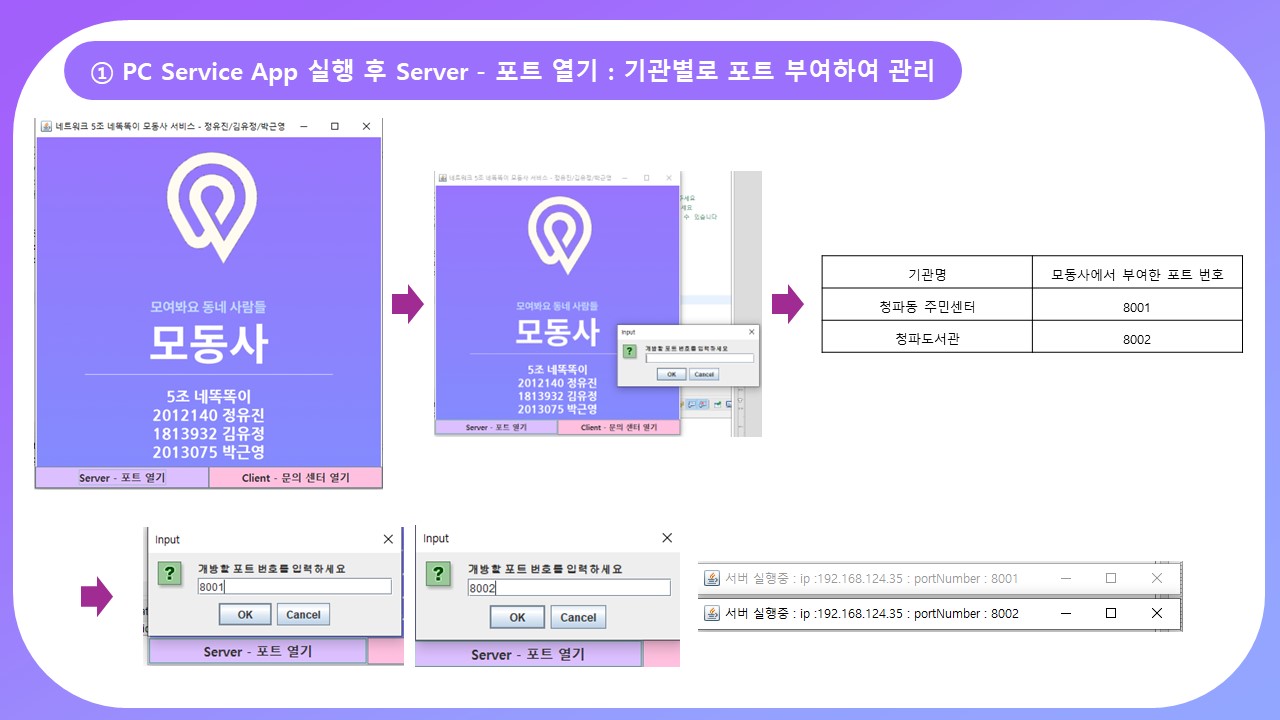 ① PC Service App 실행 후 Server - 포트 열기 : 기관별로 포트 부여하여 관리
네트워크 5조 네똑똑이 모동사 서비스 - 정유진/김유정/박근영
모여봐요 동네 사람들
모동사
5조 네똑똑이
2012140 정유진
1813932 김유정
2013075 박근영
Server - 포트 열기
Client - 문의 센터 열기
네트워크 5조 네똑똑이 모동사 서비스 - 정유진/김유정/박근영
수 있습니다
모여봐요 동네 사람들
모동사
5조 네똑똑이
2012140 정유진
1813932 김유정
2013075 박근영
Server - 포트 열기
Client - 문의 센터 열기
Input
개방할 포트 번호를 입력하세요
OK
Cancel
기관명 모동사에서 부여한 포트 번호
청파동 주민센터 8001
청파도서관 8002
Input
개방할 포트 번호를 입력하세요
8001
OK
Cancel
Server - 포트 열기
Input
개방할 포트 번호를 입력하세요
8002
OK
Cancel
Server - 포트 열기
서버 실행중 : ip :192.168.124.35 : portNumber : 8001
서버 실행중 : ip :192.168.124.35 : portNumber : 8002